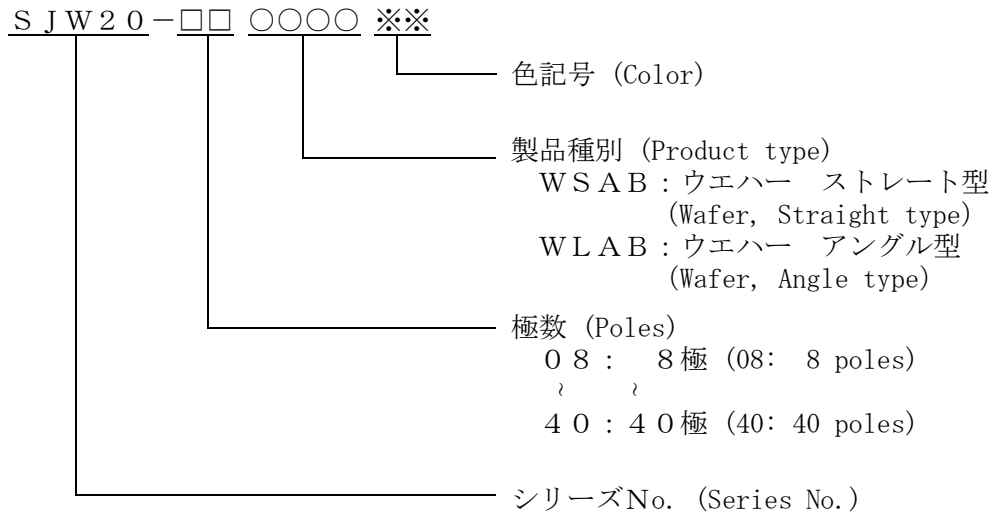 ＳＪＷ２０－□□ ○○○○ ※※
色記号 (Color)
製品種別 (Product type)
ＷＳＡＢ：ウエハー　ストレート型
(Wafer, Straight type)
ＷＬＡＢ：ウエハー　アングル型
(Wafer, Angle type)
極数 (Poles)
０８：　８極 (08:  8 poles)
～　　～
４０：４０極 (40: 40 poles)
シリーズNo. (Series No.)